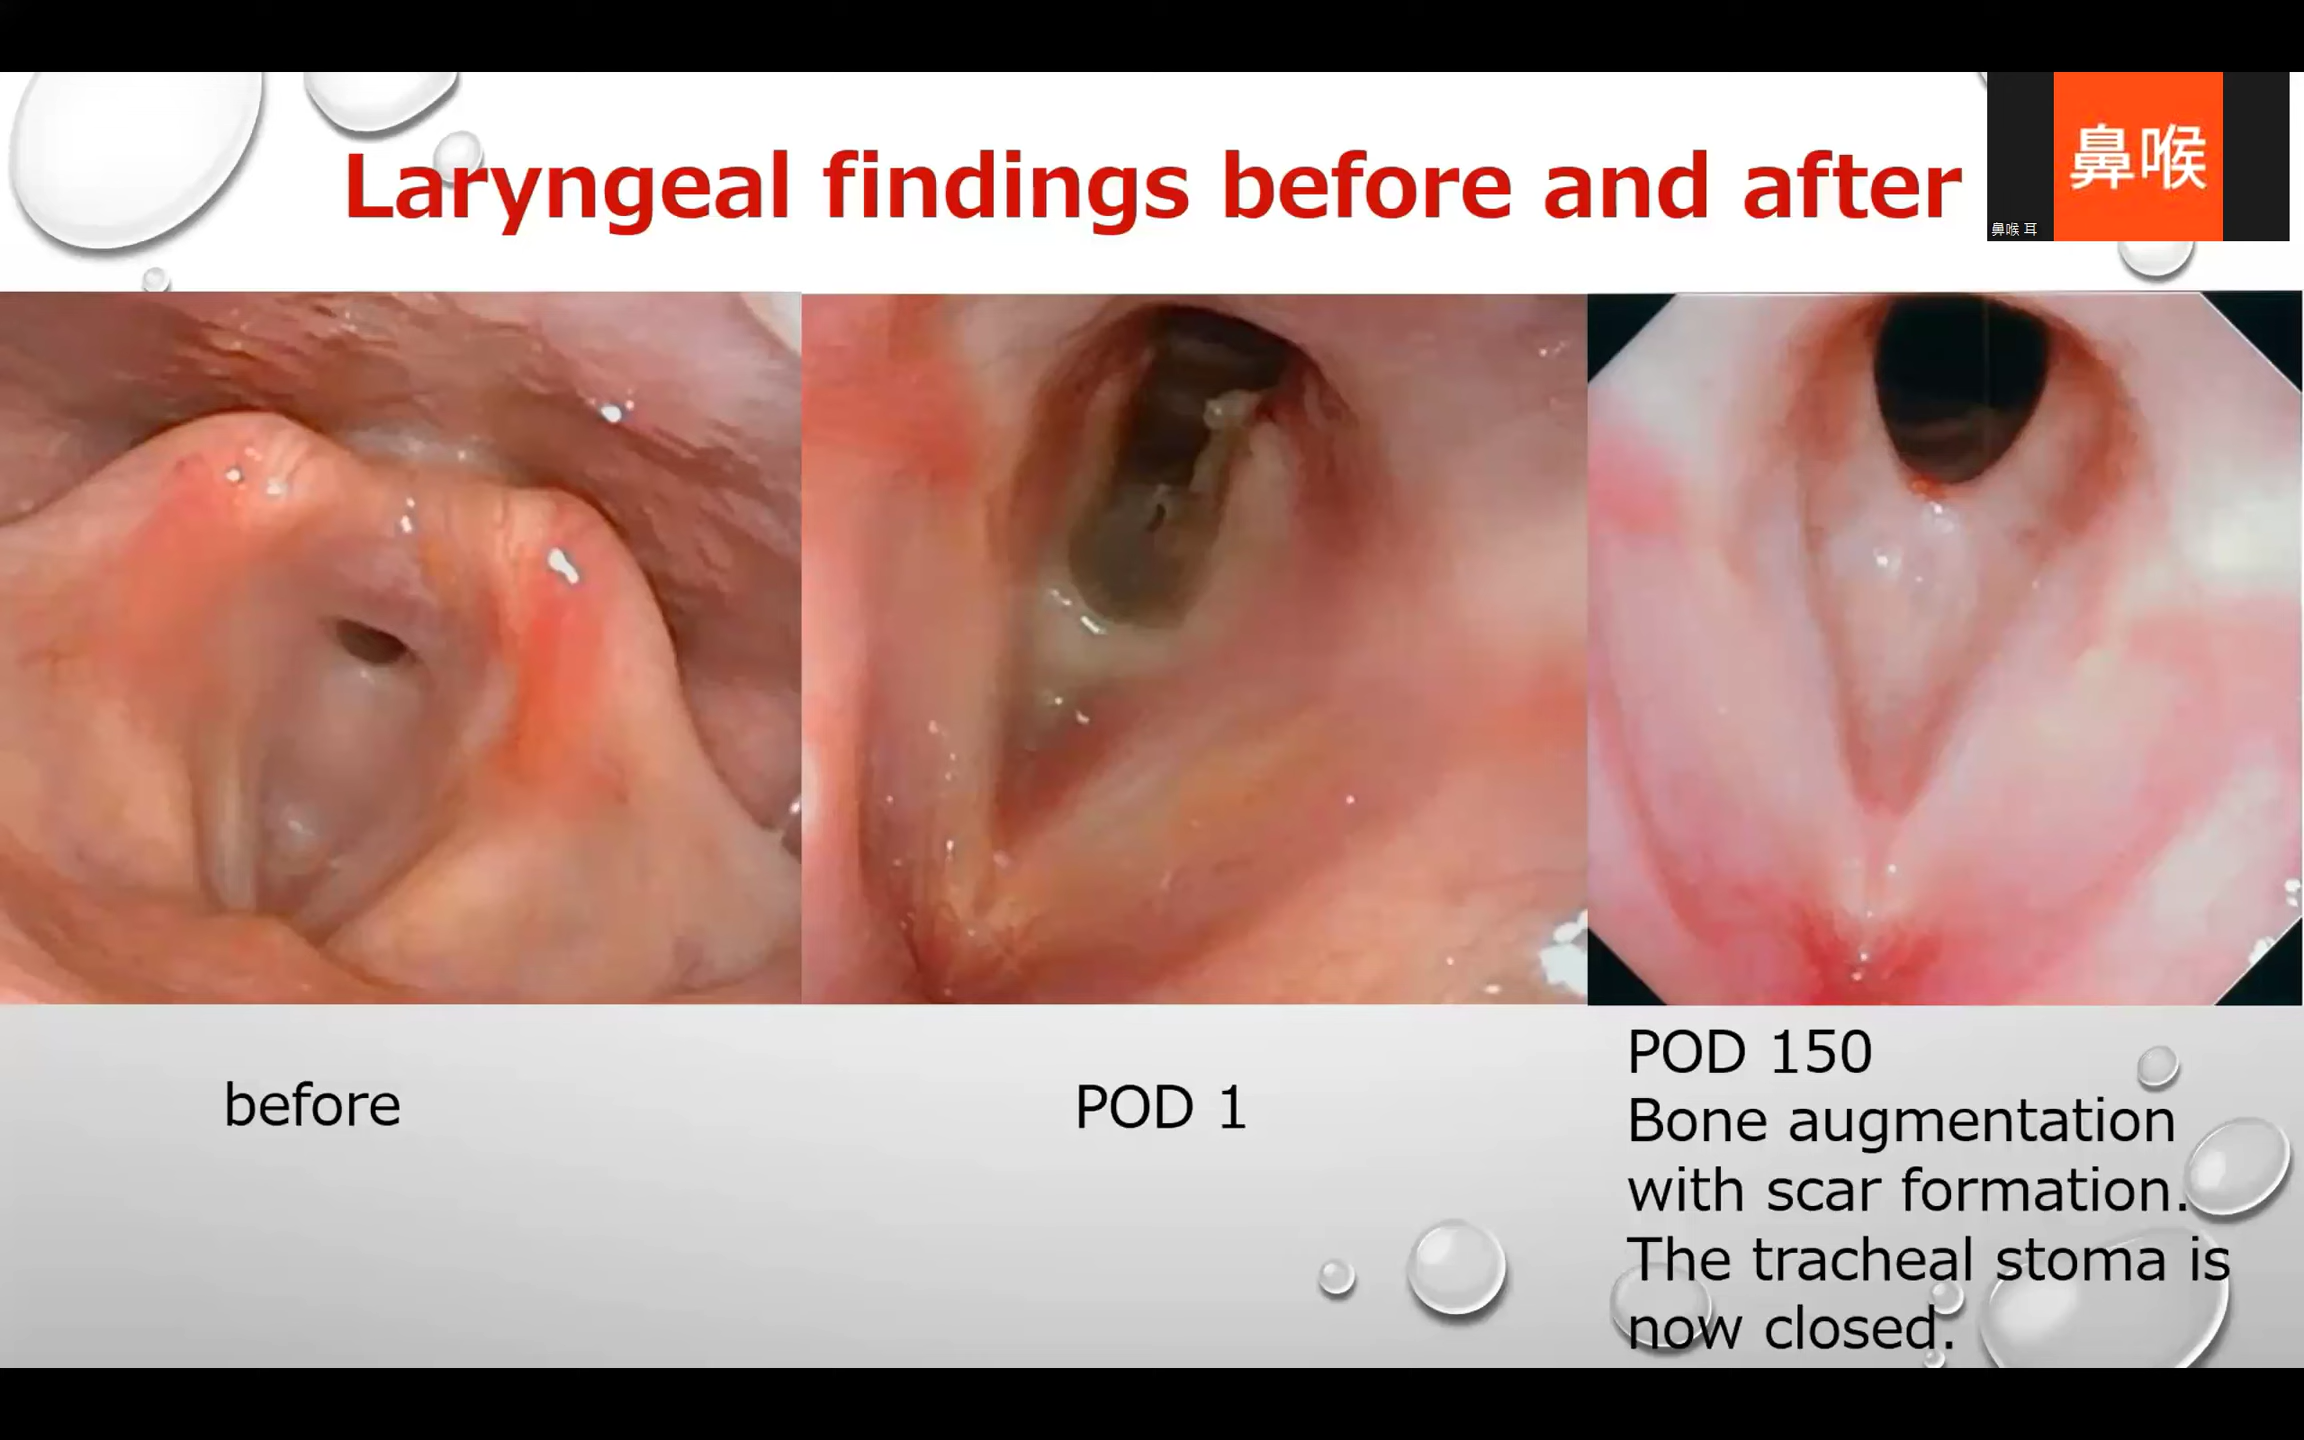 Laryngeal findings before and after
鼻喉
鼻喉 耳
before
POD 1
POD 150
Bone augmentation
with scar formation.
The tracheal stoma is
now closed.